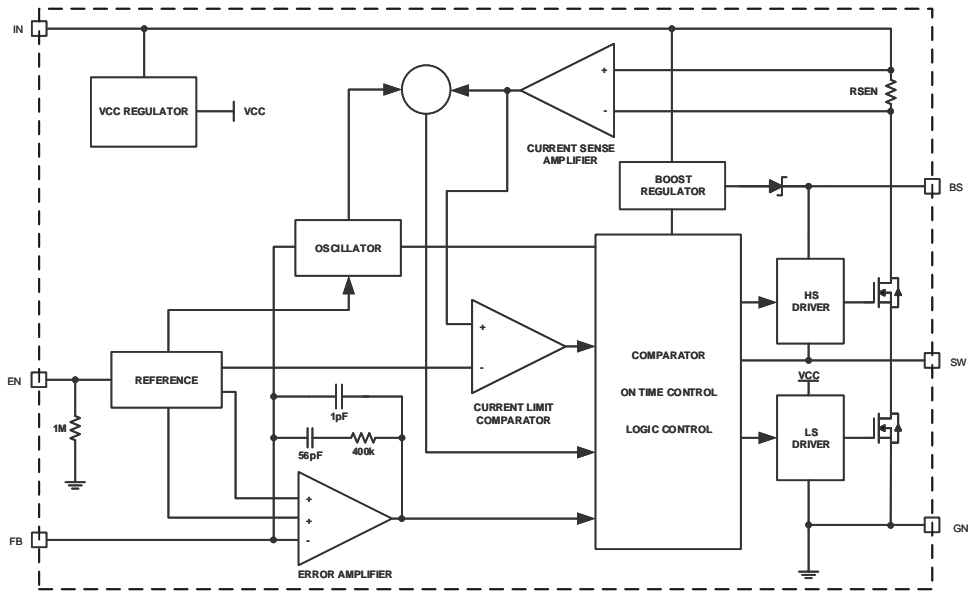 IN
VCC REGULATOR
VCC
+
-
RSEN
CURRENT SENSE
AMPLIFIER
BOOST
REGULATOR
BS
OSCILLATOR
HS
DRIVER
+
-
COMPARATOR
ON TIME CONTROL
LOGIC CONTROL
SW
EN
REFERENCE
VCC
CURRENT LIMIT
COMPARATOR
1pF
1M
56pF
400k
LS
DRIVER
+
+
-
FB
GN
ERROR AMPLIFIER